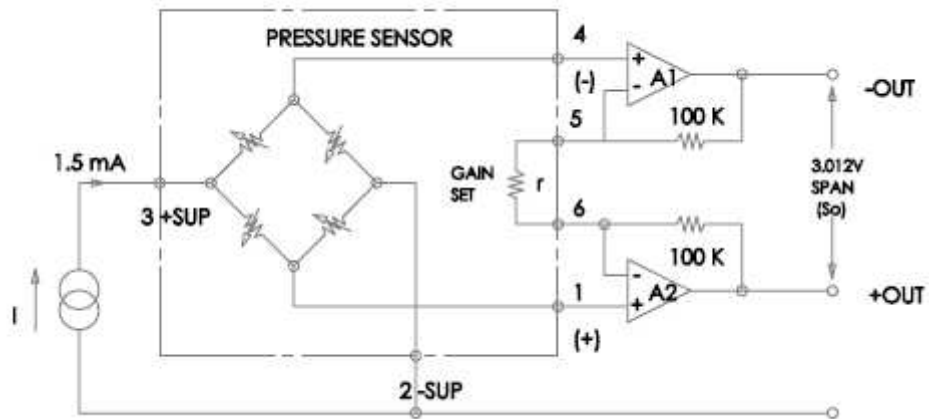 PRESSURE SENSOR
4
(-)
+
A1
-
-OUT
100 K
5
1.5 mA
GAIN
SET
r
3.012V
SPAN
(So)
3 +SUP
6
100 K
-
A2
+
+OUT
1
(+)
I
2 -SUP